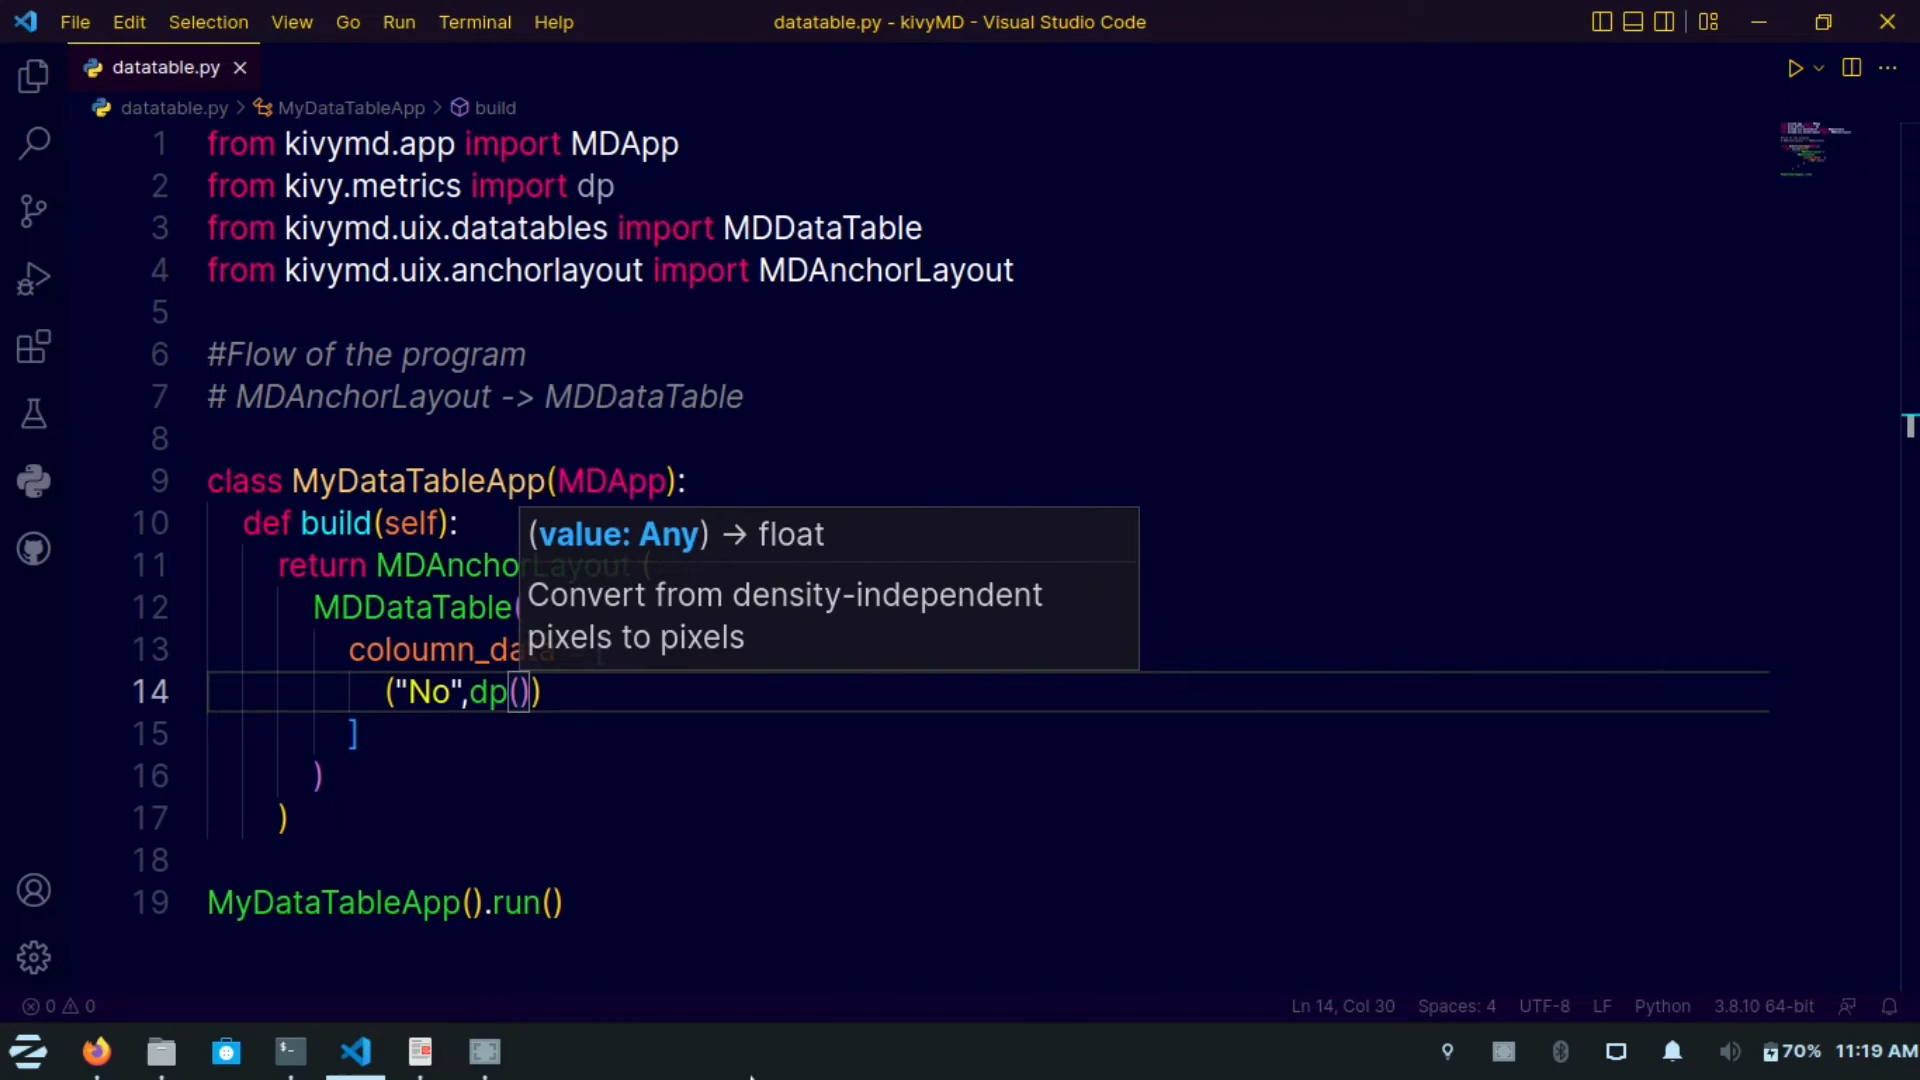 File Edit Selection View Go Run Terminal Help datatable.py - kivyMD - Visual Studio Code
datatable.py
datatable.py > MyDataTableApp > build
1 from kivymd.app import MDApp
2 from kivy.metrics import dp
3 from kivymd.uix.datatables import MDDataTable
4 from kivymd.uix.anchorlayout import MDAnchorLayout
5
6 #Flow of the program
7 # MDAnchorLayout -> MDDataTable
8
9 class MyDataTableApp(MDApp):
10 def build(self):
(value: Any) → float
11 return MDAnchorLayout (
Convert from density-independent
12 MDDataTable(
pixels to pixels
13 coloumn_data = [
14 ("No",dp())
15 ]
16 )
17 )
18
19 MyDataTableApp().run()
0 0 Ln 14, Col 30 Spaces: 4 UTF-8 LF Python 3.8.10 64-bit
70% 11:19 AM